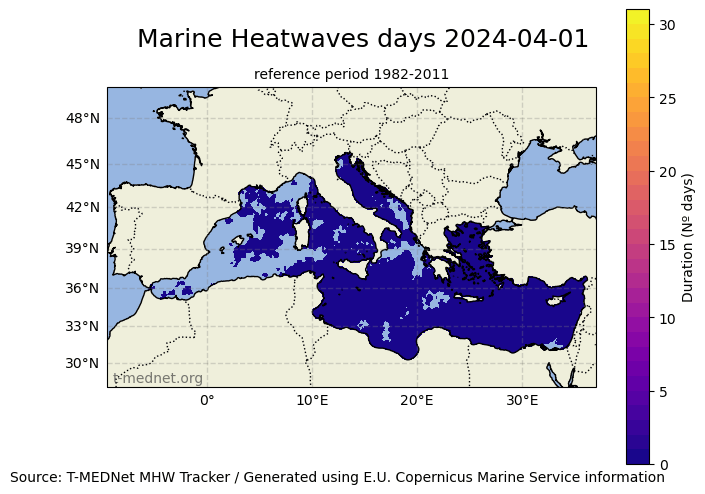 Marine Heatwaves days 2024-04-01
reference period 1982-2011
48°N
45°N
42°N
39°N
36°N
33°N
30°N
t-mednet.org
0°
10°E
20°E
30°E
30
25
20
15
10
5
0
Duration (Nº days)
Source: T-MEDNet MHW Tracker / Generated using E.U. Copernicus Marine Service information